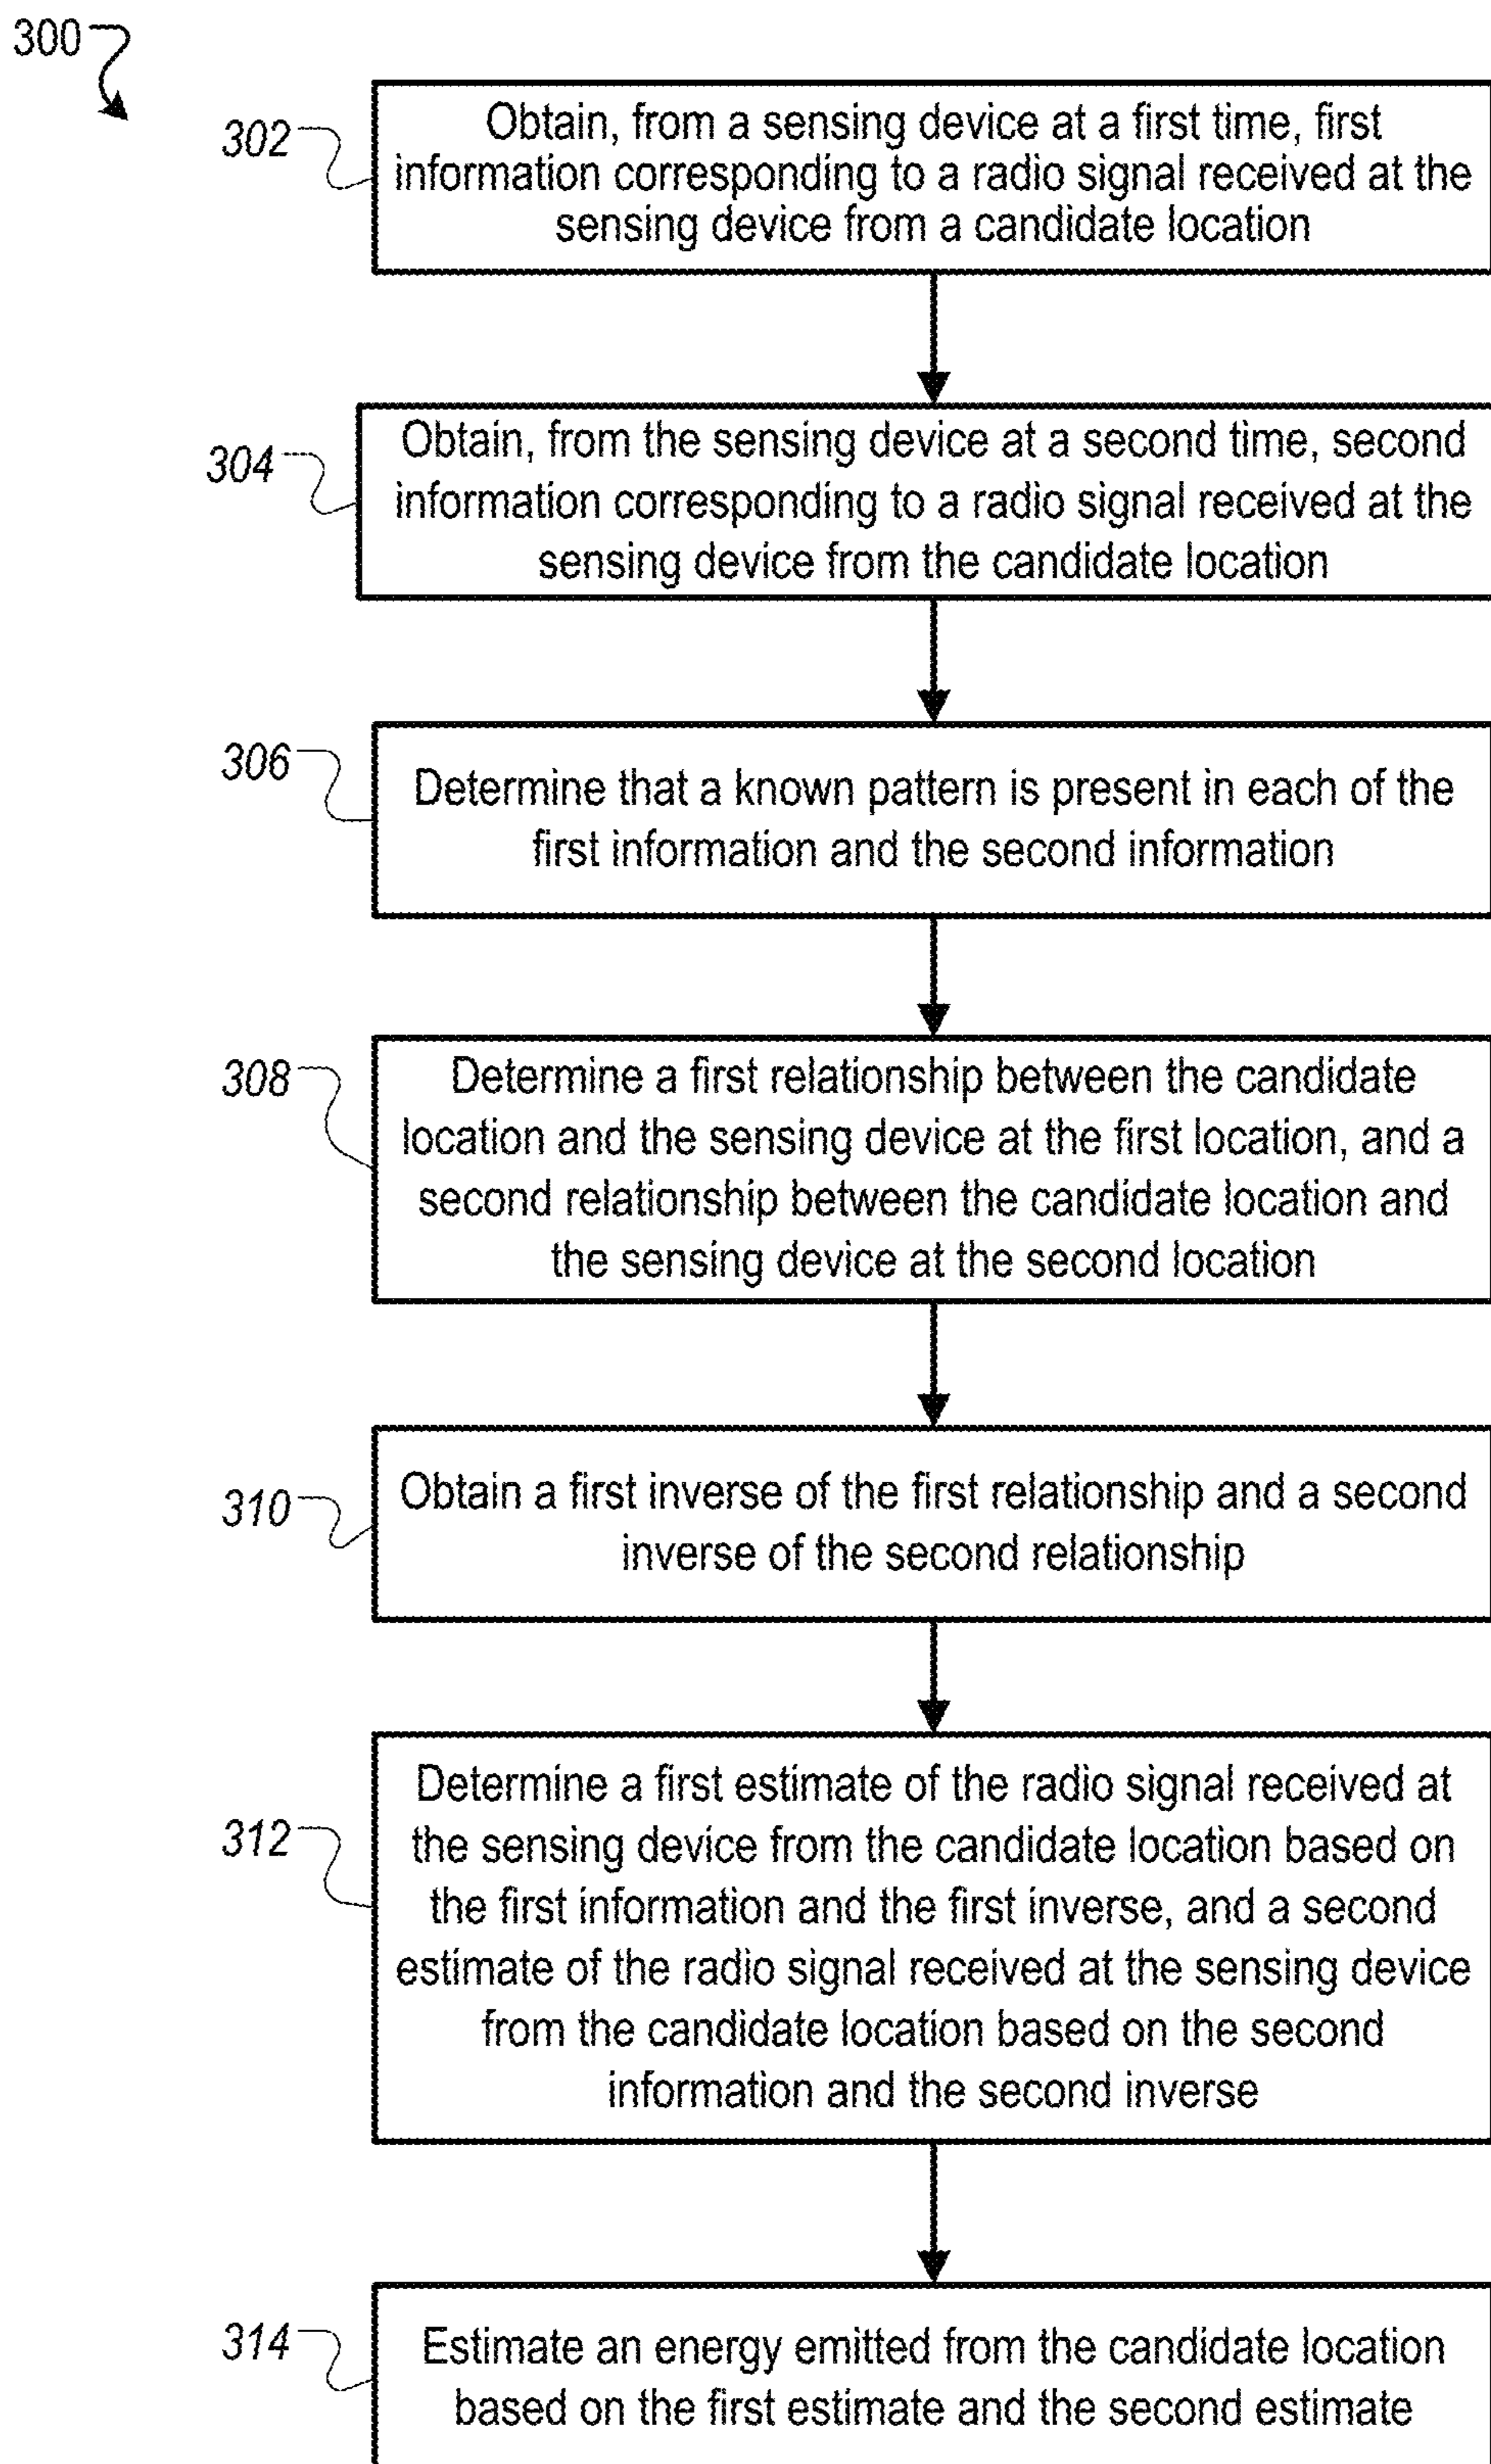 300
302
Obtain, from a sensing device at a first time, first
information corresponding to a radio signal received at the
sensing device from a candidate location
304
Obtain, from the sensing device at a second time, second
information corresponding to a radio signal received at the
sensing device from the candidate location
306
Determine that a known pattern is present in each of the
first information and the second information
308
Determine a first relationship between the candidate
location and the sensing device at the first location, and a
second relationship between the candidate location and
the sensing device at the second location
310
Obtain a first inverse of the first relationship and a second
inverse of the second relationship
312
Determine a first estimate of the radio signal received at
the sensing device from the candidate location based on
the first information and the first inverse, and a second
estimate of the radio signal received at the sensing device
from the candidate location based on the second
information and the second inverse
314
Estimate an energy emitted from the candidate location
based on the first estimate and the second estimate